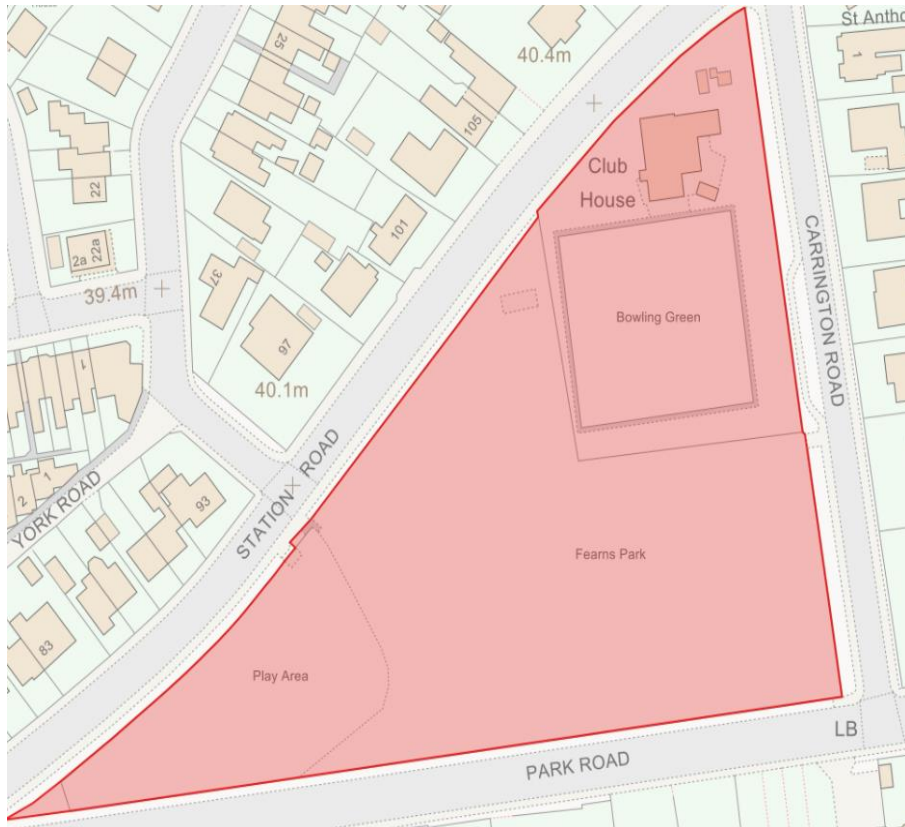 25
40.4m
St Antho
1
105
Club
House
22
22a
2a
101
37
39.4m
CARRINGTON ROAD
Bowling Green
97
40.1m
1
STATION ROAD
1
2
YORK ROAD
93
Fearns Park
83
Play Area
LB
PARK ROAD